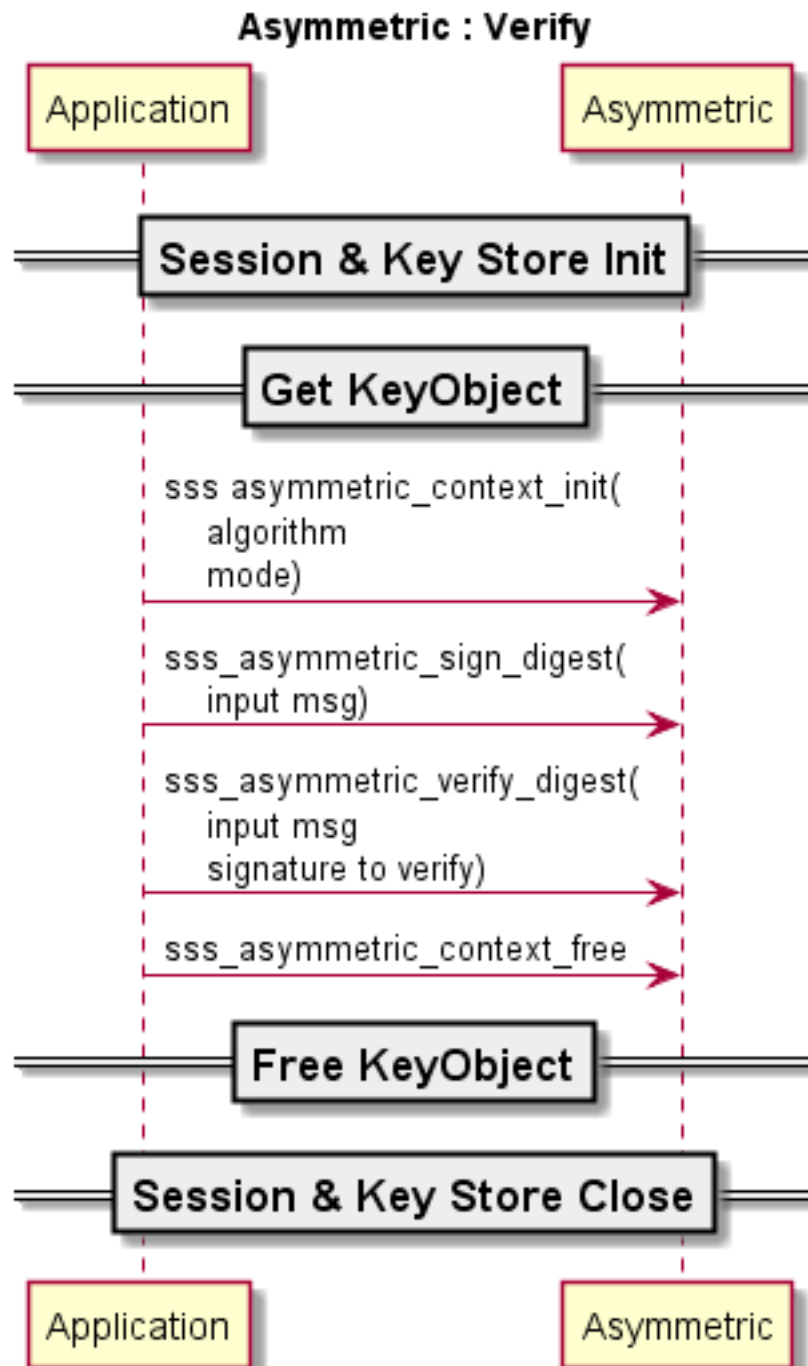 Asymmetric : Verify
Application
Asymmetric
Session & Key Store Init
Get KeyObject
sss asymmetric_context_init(
algorithm
mode)
sss_asymmetric_sign_digest(
input msg)
sss_asymmetric_verify_digest(
input msg
signature to verify)
sss_asymmetric_context_free
Free KeyObject
Session & Key Store Close
Application
Asymmetric